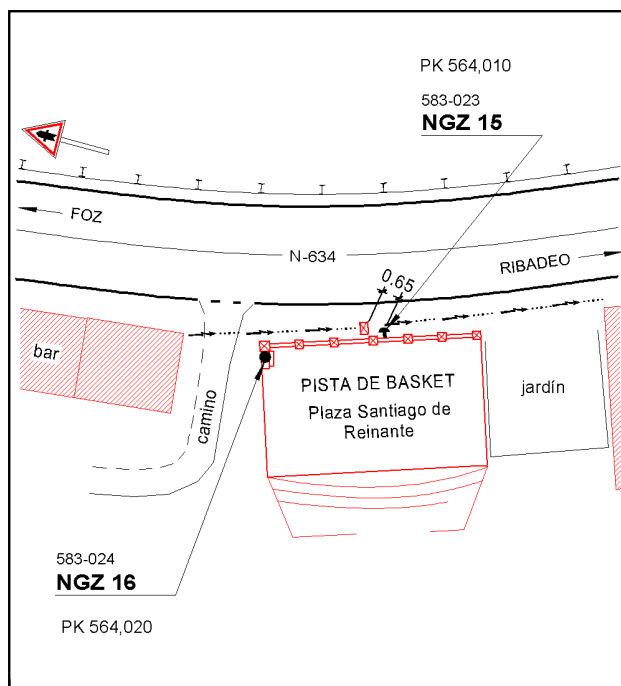 PK 564,010
583-023
NGZ 15
FOZ
N-634
RIBADEO
0.65
bar
camino
PISTA DE BASKET
Plaza Santiago de
Reinante
jardín
583-024
NGZ 16
PK 564,020